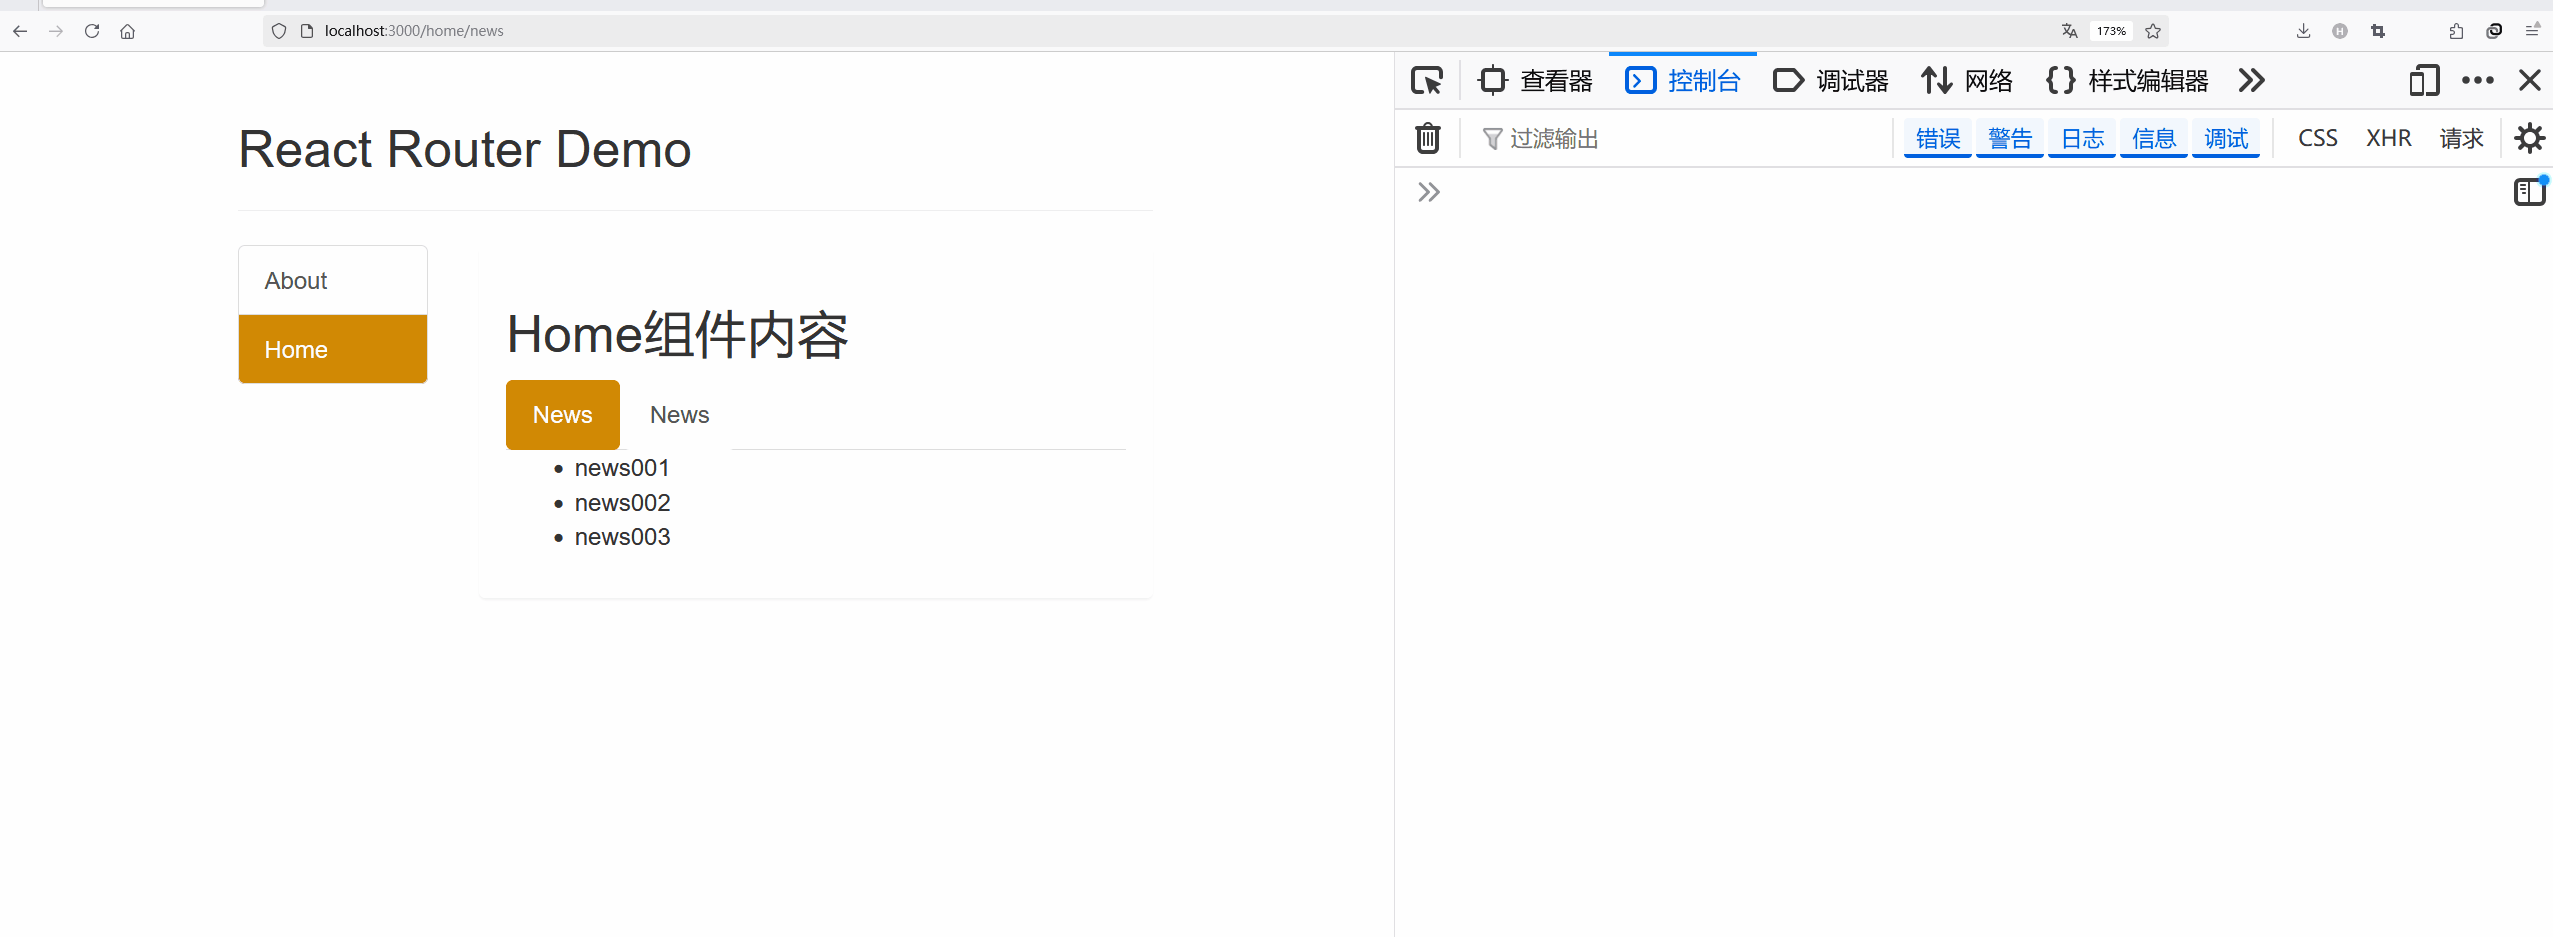 localhost:3000/home/news
173%
查看器 控制台 调试器 网络 样式编辑器
过滤输出 错误 警告 日志 信息 调试 CSS XHR 请求
React Router Demo
About
Home
Home组件内容
News News
news001
news002
news003